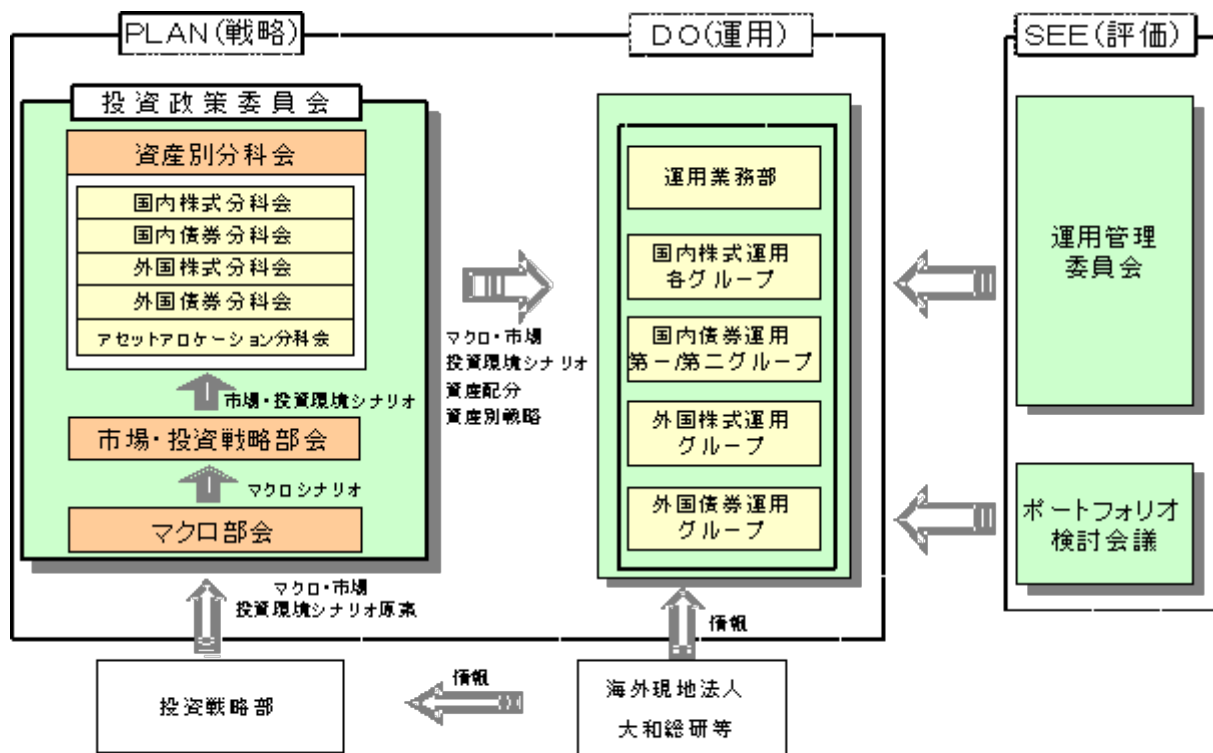 PLAN(戦略)
DO(運用)
SEE(評価)
投資政策委員会
資産別分科会
国内株式分科会
国内債券分科会
外国株式分科会
外国債券分科会
アセットアロケーション分科会
市場・投資環境シナリオ
市場・投資戦略部会
マクロシナリオ
マクロ部会
マクロ・市場
投資環境シナリオ
資産配分
資産別戦略
運用業務部
国内株式運用
各グループ
国内債券運用
第一/第二グループ
外国株式運用
グループ
外国債券運用
グループ
運用管理
委員会
ポートフォリオ
検討会議
マクロ・市場
投資環境シナリオ原案
情報
投資戦略部
情報
海外現地法人
大和総研等